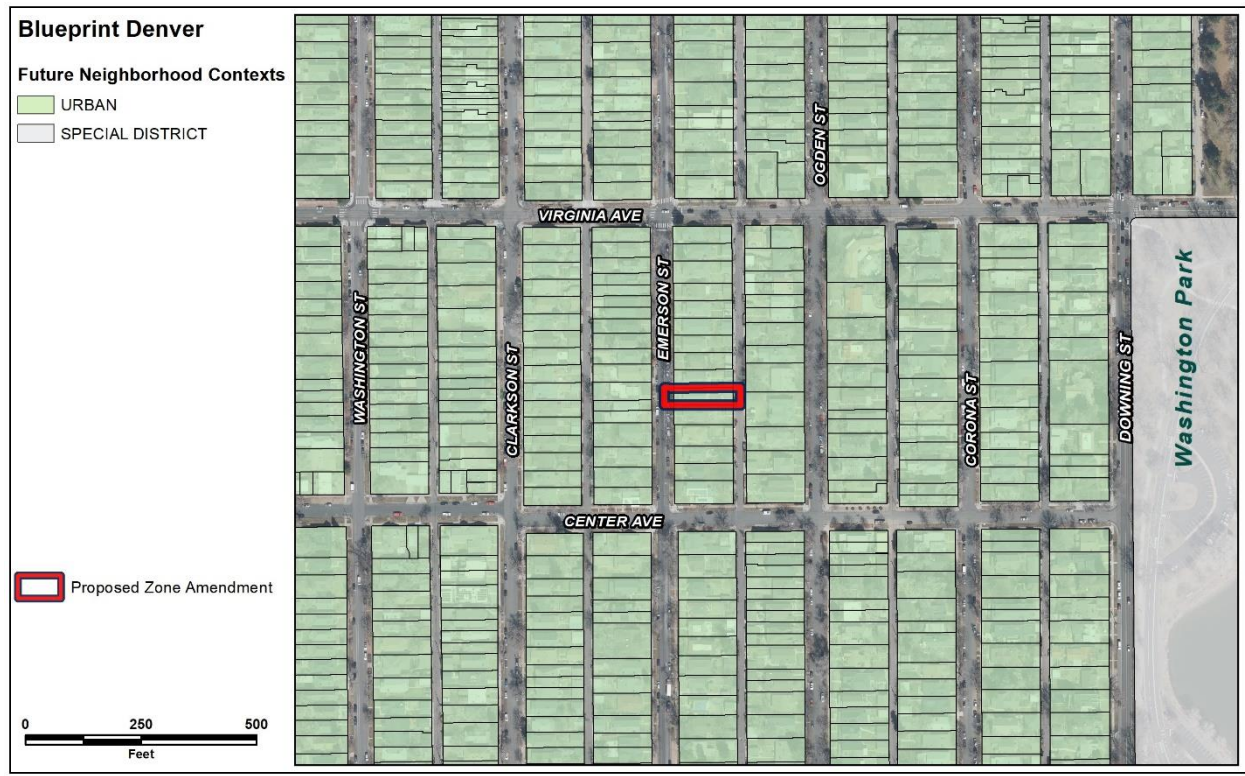 Blueprint Denver
Future Neighborhood Contexts
URBAN
SPECIAL DISTRICT
OGDEN ST
VIRGINIA AVE
EMERSON ST
WASHINGTON ST
CLARKSON ST
CORONA ST
DOWNING ST
Washington Park
CENTER AVE
Proposed Zone Amendment
0 250 500
Feet